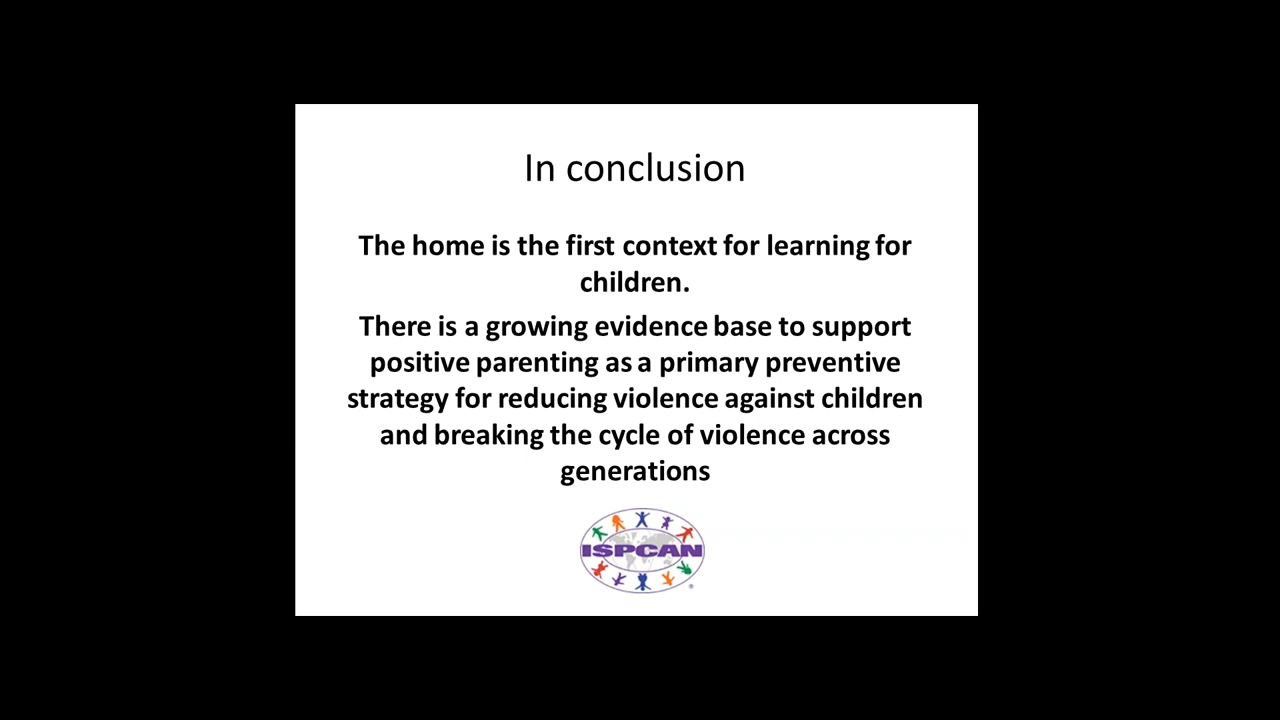 In conclusion
The home is the first context for learning for
children.
There is a growing evidence base to support
positive parenting as a primary preventive
strategy for reducing violence against children
and breaking the cycle of violence across
generations
ISPCAN
®